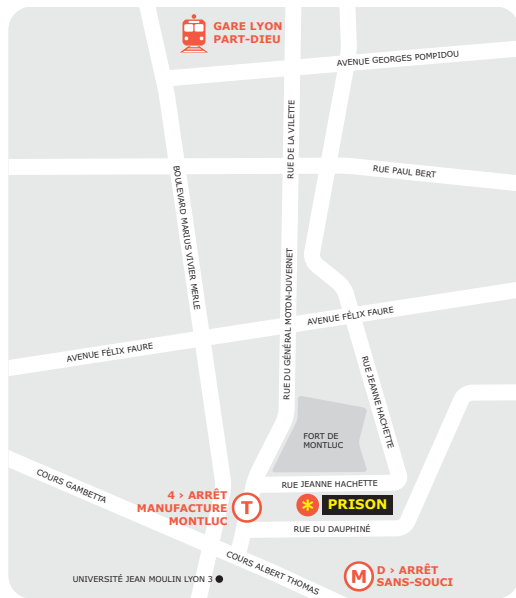 GARE LYON
PART-DIEU
AVENUE GEORGES POMPIDOU
RUE DE LA VILETTE
RUE PAUL BERT
BOULEVARD MARIUS VIVIER MERLE
RUE DU GÉNÉRAL MOTON-DUVERNET
AVENUE FÉLIX FAURE
AVENUE FÉLIX FAURE
RUE JEANNE HACHETTE
FORT DE
MONTLUC
COURS GAMBETTA
RUE JEANNE HACHETTE
4 › ARRÊT
MANUFACTURE
MONTLUC
T
* PRISON
RUE DU DAUPHINÉ
COURS ALBERT THOMAS
UNIVERSITÉ JEAN MOULIN LYON 3
M
D › ARRÊT
SANS-SOUCI